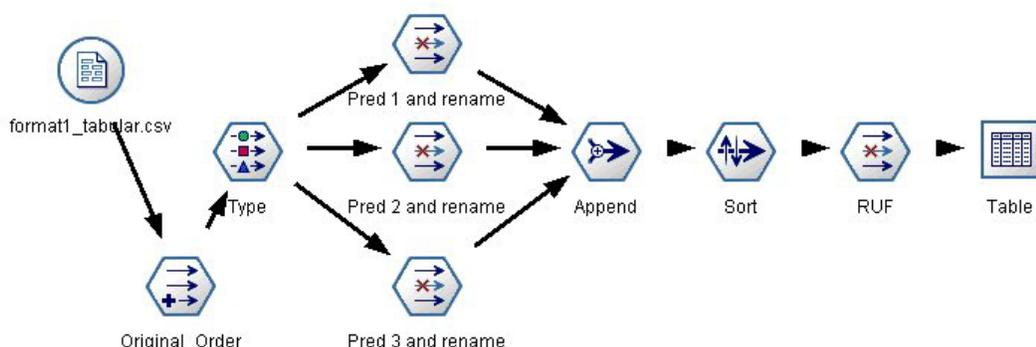 Pred 1 and rename
format1_tabular.csv
Type
Pred 2 and rename
Append
Sort
RUF
Table
Original_Order
Pred 3 and rename